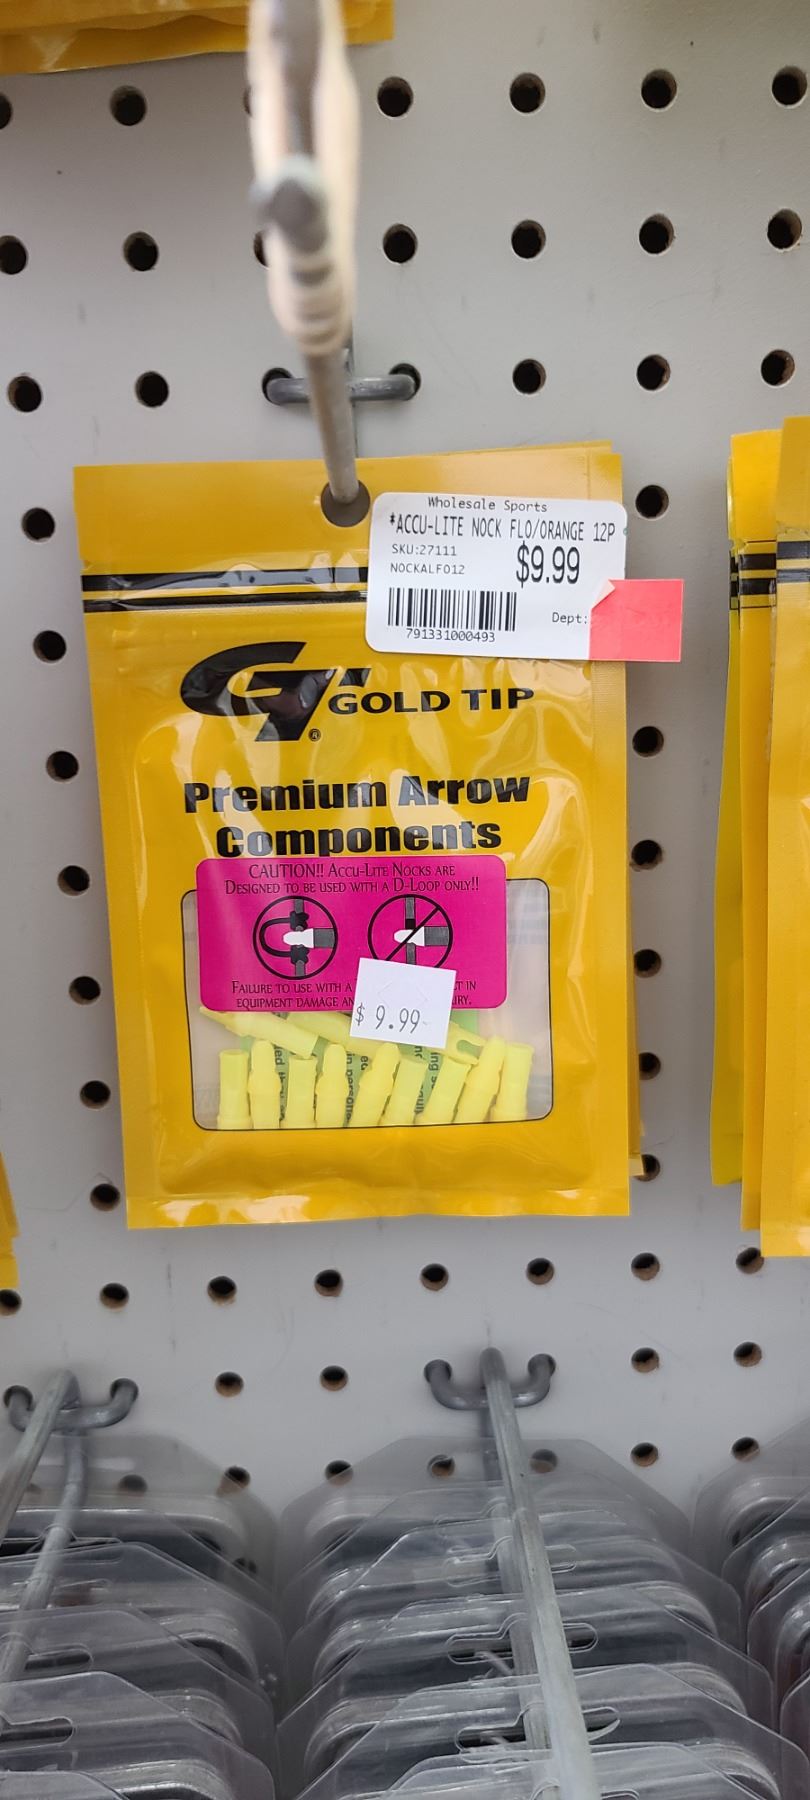 Wholesale Sports
*ACCU-LITE NOCK FLO/ORANGE 12P
SKU:27111
$9.99
NOCKALFO12
Dept:
791331000493
GT
GOLD TIP
®
Premium Arrow
Components
CAUTION!! ACCU-LITE NOCKS ARE
DESIGNED TO BE USED WITH A D-LOOP ONLY!!
FAILURE TO USE WITH A
IN
EQUIPMENT DAMAGE
$ 9.99